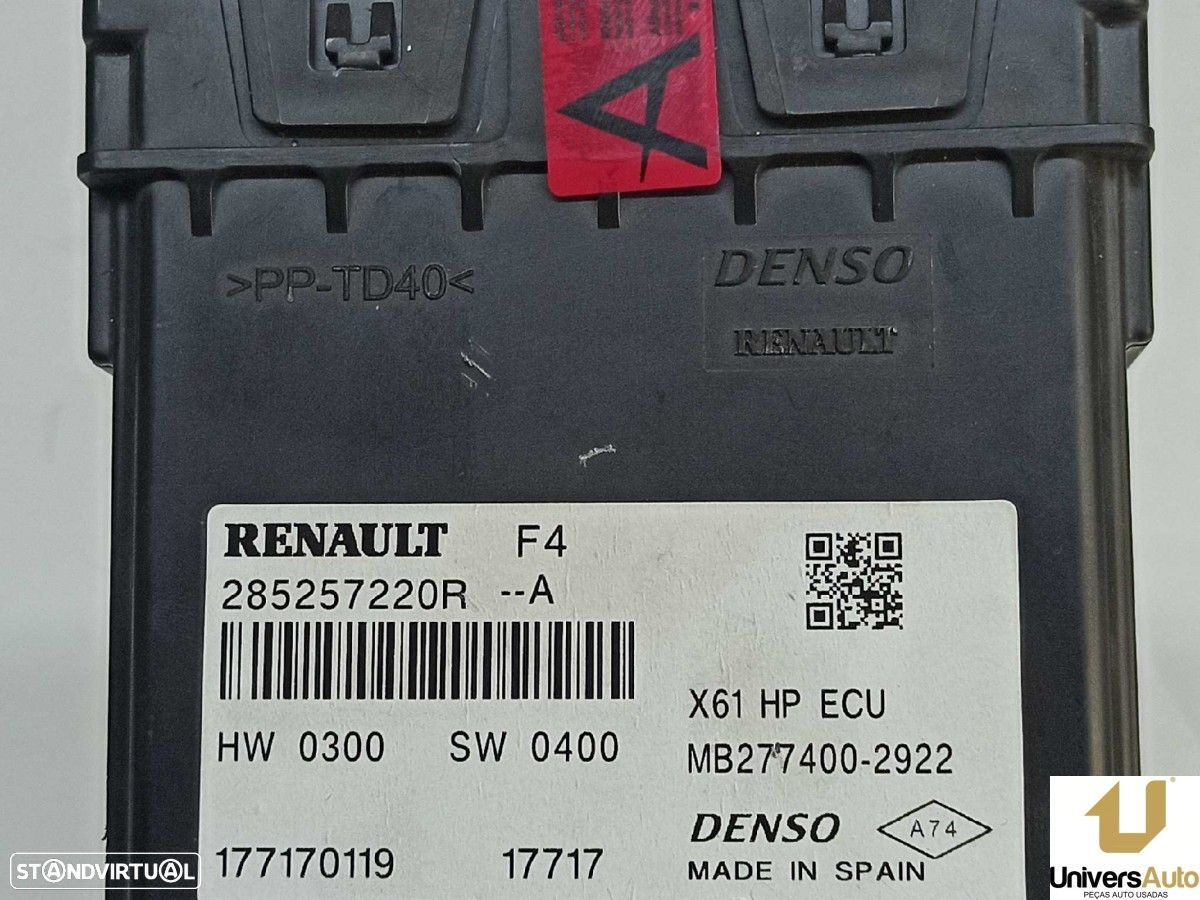 A
>PP-TD40<
DENSO
RENAULT
RENAULT F4
285257220R --A
HW 0300 SW 0400
X61 HP ECU
MB277400-2922
DENSO A74
177170119 17717
MADE IN SPAIN
STANDVIRTUAL
UniversAuto
PEÇAS AUTO USADAS